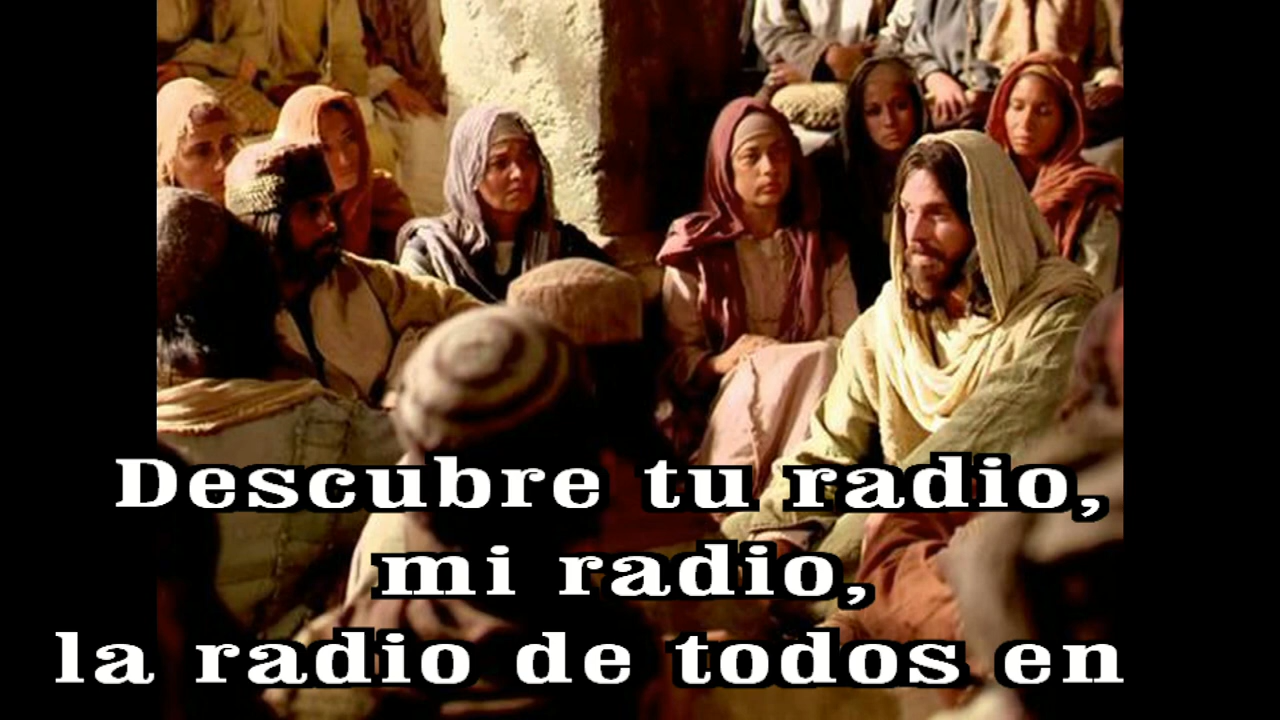 Descubre tu radio,
mi radio,
la radio de todos en